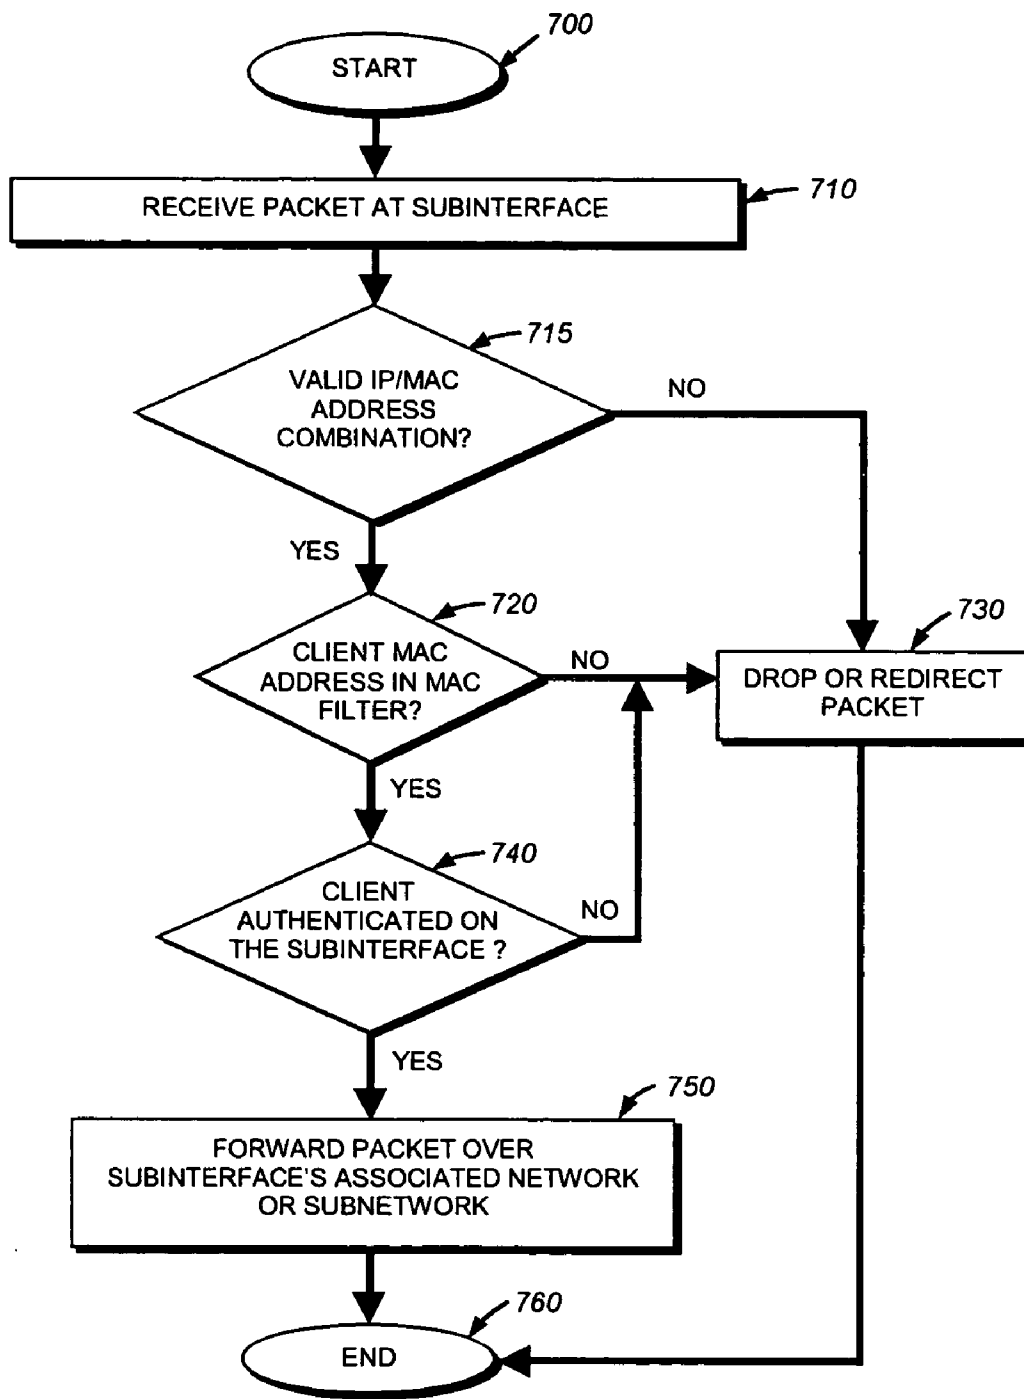 700
START
710
RECEIVE PACKET AT SUBINTERFACE
715
VALID IP/MAC
ADDRESS
COMBINATION?
NO
YES
720
CLIENT MAC
ADDRESS IN MAC
FILTER?
NO
730
DROP OR REDIRECT
PACKET
YES
740
CLIENT
AUTHENTICATED ON
THE SUBINTERFACE ?
NO
YES
750
FORWARD PACKET OVER
SUBINTERFACE'S ASSOCIATED NETWORK
OR SUBNETWORK
760
END